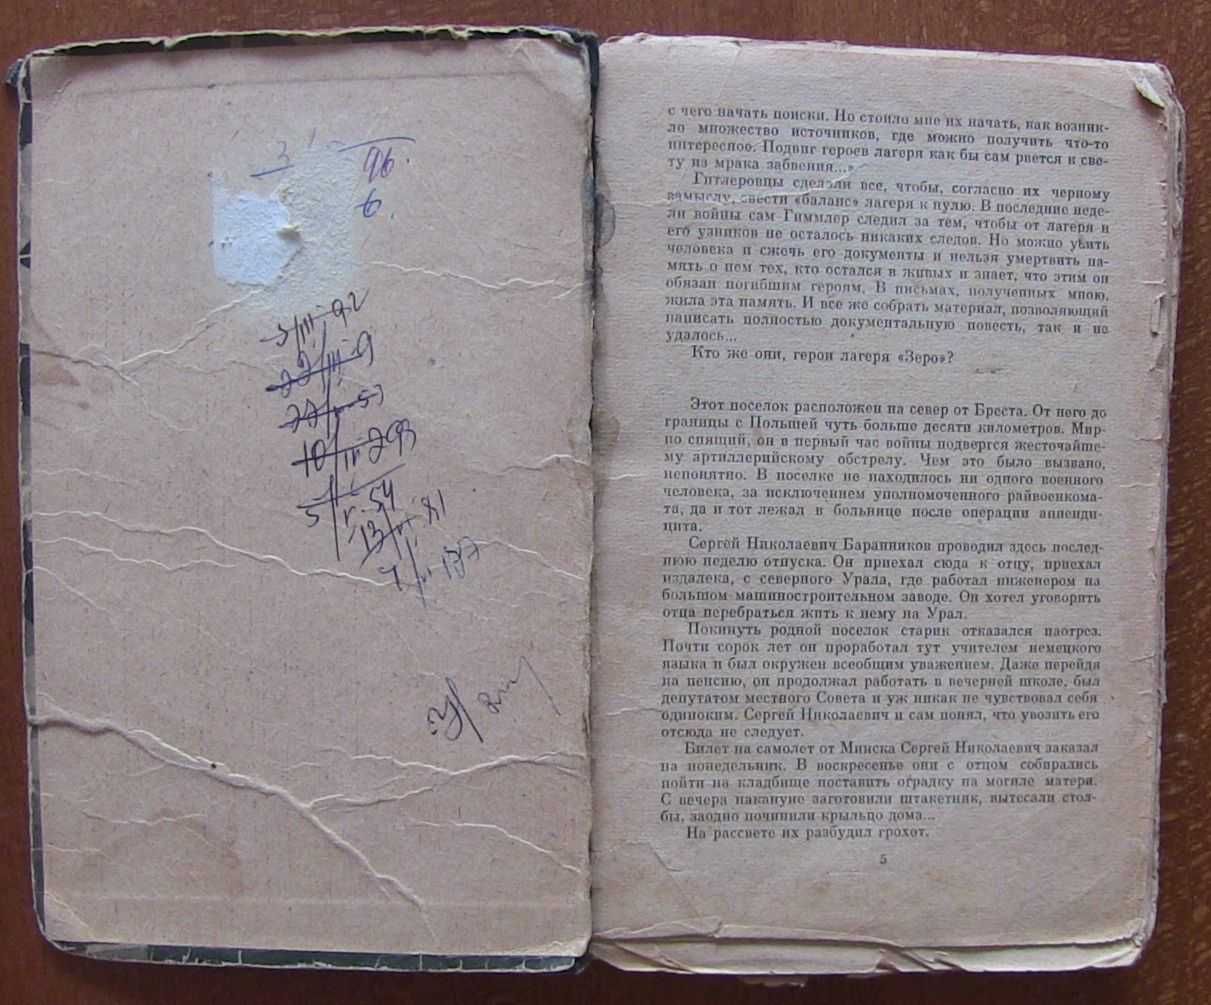 3
96.
6.
с чего начать поиски. Но стоило мне их начать, как возник-
ло множество источников, где можно получить что-то
интересное. Подвиг героев лагеря как бы сам рвется к све-
ту из мрака забвения...»
Гитлеровцы сделали все, чтобы, согласно их черному
замыслу, свести «баланс» лагеря к нулю. В последние неде-
ли войны сам Гиммлер следил за тем, чтобы от лагеря и
его узников не осталось никаких следов. Но можно убить
человека и сжечь его документы и нельзя умертвить па-
мять о нем тех, кто остался в живых и знает, что этим он
обязан погибшим героям. В письмах, полученных мною,
жила эта память. И все же собрать материал, позволяющий
написать полностью документальную повесть, так и не
удалось...
Кто же они, герои лагеря «Зеро»?
Этот поселок расположен на север от Бреста. От него до
границы с Польшей чуть больше десяти километров. Мир-
но спящий, он в первый час войны подвергся жесточайше-
му артиллерийскому обстрелу. Чем это было вызвано,
непонятно. В поселке не находилось ни одного военного
человека, за исключением уполномоченного райвоенкома-
та, да и тот лежал в больнице после операции аппенди-
цита.
Сергей Николаевич Баранников проводил здесь послед-
нюю неделю отпуска. Он приехал сюда к отцу, приехал
издалека, с северного Урала, где работал инженером на
большом машиностроительном заводе. Он хотел уговорить
отца перебраться жить к нему на Урал.
Покинуть родной поселок старик отказался наотрез.
Почти сорок лет он проработал тут учителем немецкого
языка и был окружен всеобщим уважением. Даже перейдя
на пенсию, он продолжал работать в вечерней школе, был
депутатом местного Совета и уж никак не чувствовал себя
одиноким. Сергей Николаевич и сам понял, что увозить его
отсюда не следует.
Билет на самолет от Минска Сергей Николаевич заказал
на понедельник. В воскресенье они с отцом собирались
пойти на кладбище поставить оградку на могиле матери.
С вечера накануне заготовили штакетник, вытесали стол-
бы, заодно починили крыльцо дома...
На рассвете их разбудил грохот.
5